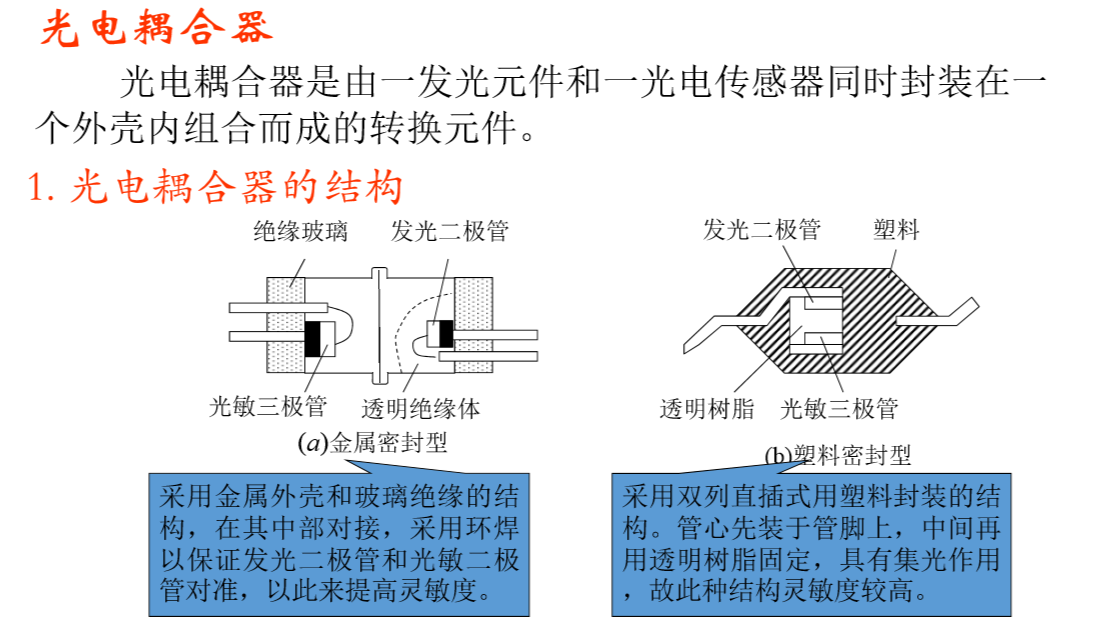 光电耦合器
光电耦合器是由一发光元件和一光电传感器同时封装在一
个外壳内组合而成的转换元件。
1. 光电耦合器的结构
绝缘玻璃 发光二极管
光敏三极管 透明绝缘体
(a)金属密封型
采用金属外壳和玻璃绝缘的结
构，在其中部对接，采用环焊
以保证发光二极管和光敏二极
管对准，以此来提高灵敏度。
发光二极管 塑料
透明树脂 光敏三极管
(b)塑料密封型
采用双列直插式用塑料封装的结
构。管心先装于管脚上，中间再
用透明树脂固定，具有集光作用
，故此种结构灵敏度较高。